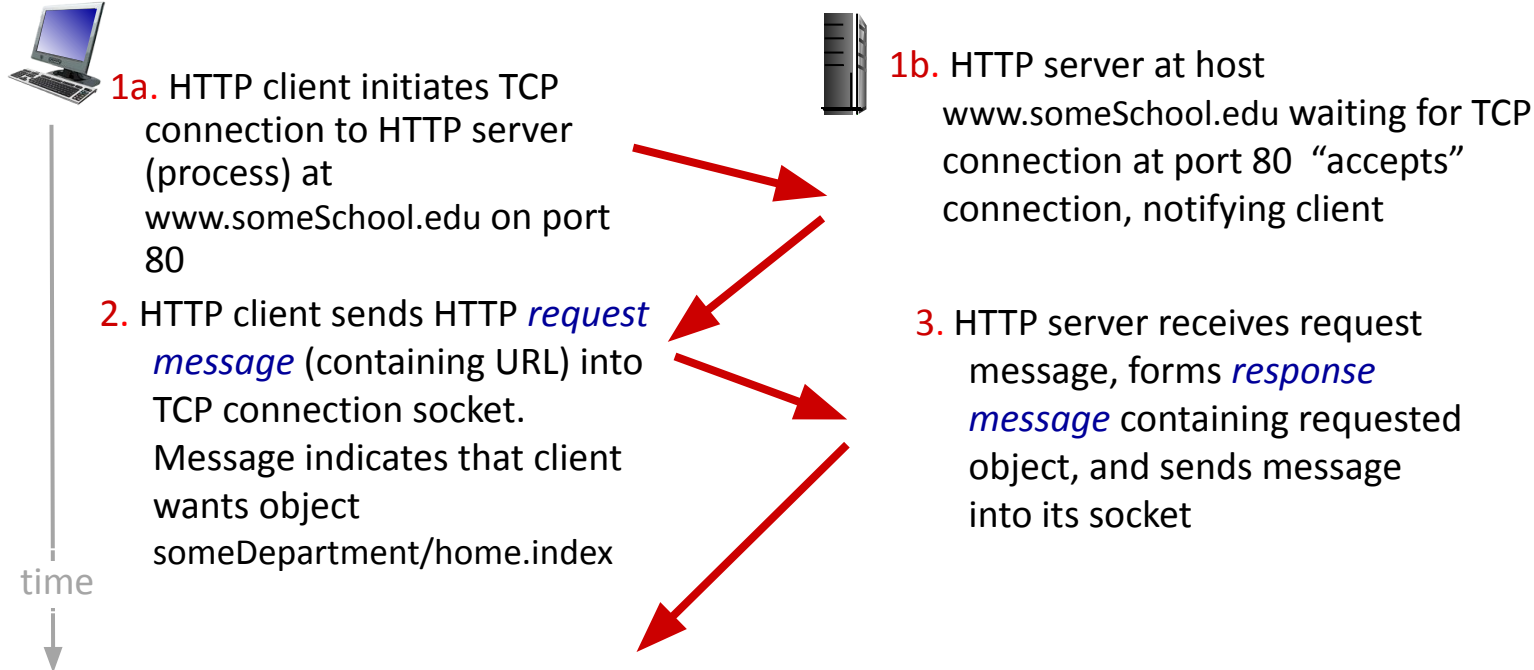 1a. HTTP client initiates TCP
connection to HTTP server
(process) at
www.someSchool.edu on port
80
1b. HTTP server at host
www.someSchool.edu waiting for TCP
connection at port 80 “accepts”
connection, notifying client
2. HTTP client sends HTTP request
message (containing URL) into
TCP connection socket.
Message indicates that client
wants object
someDepartment/home.index
3. HTTP server receives request
message, forms response
message containing requested
object, and sends message
into its socket
time